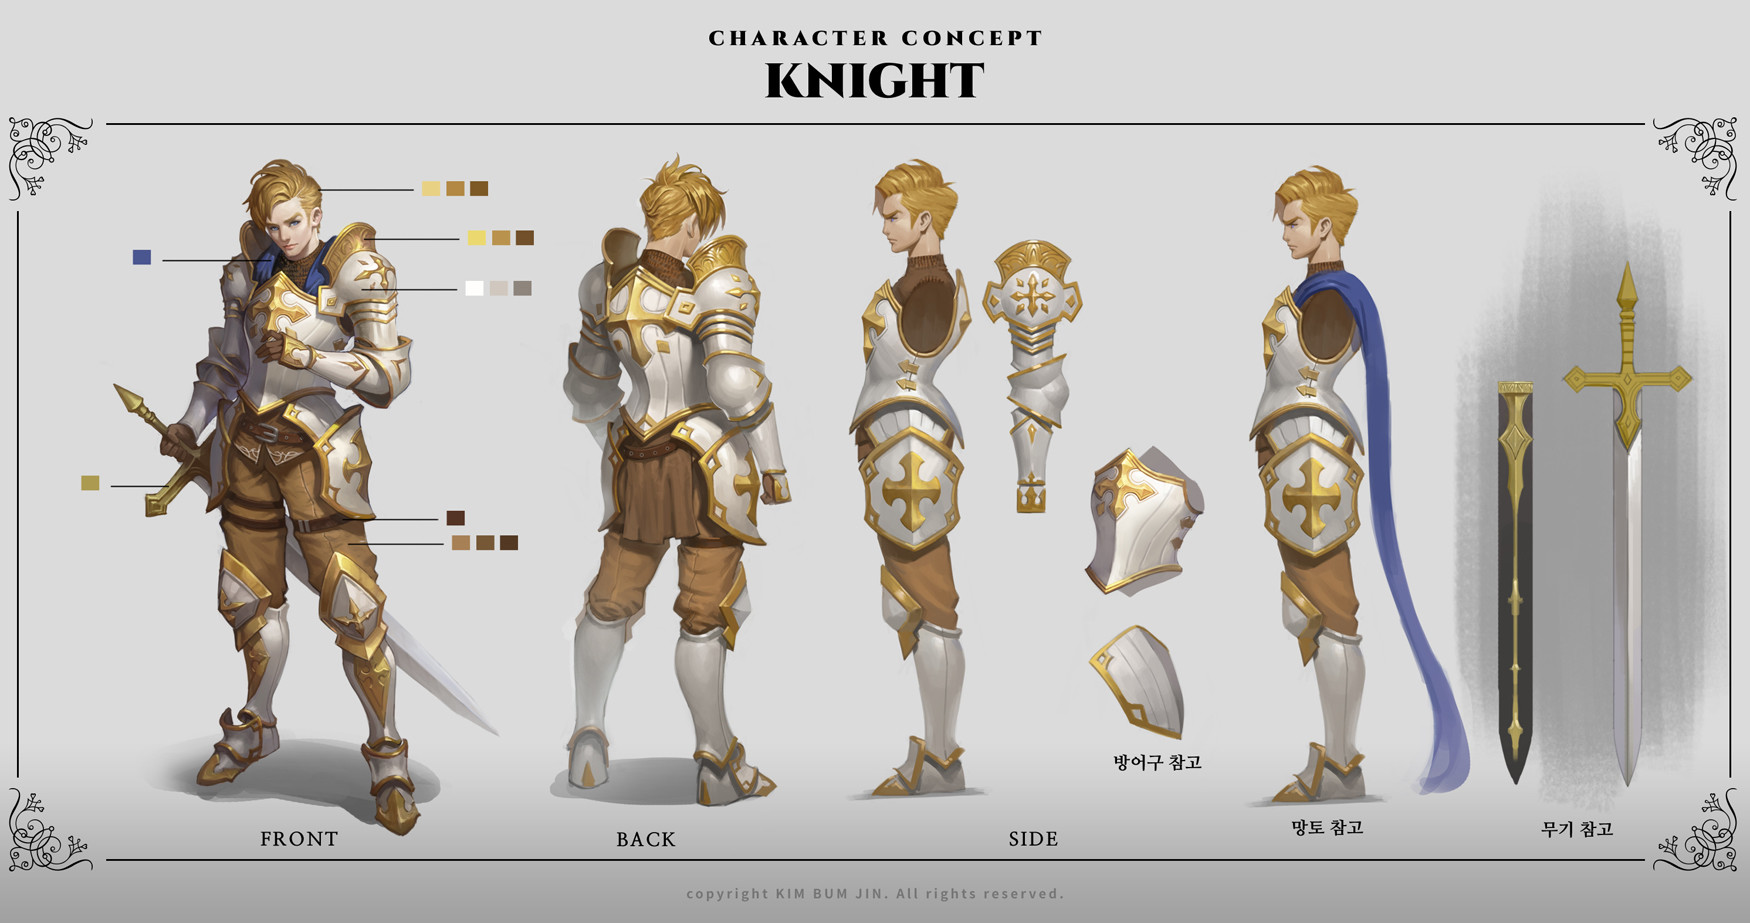 CHARACTER CONCEPT
KNIGHT
방어구 참고
망토 참고
무기 참고
FRONT
BACK
SIDE
copyright KIM BUM JIN. All rights reserved.